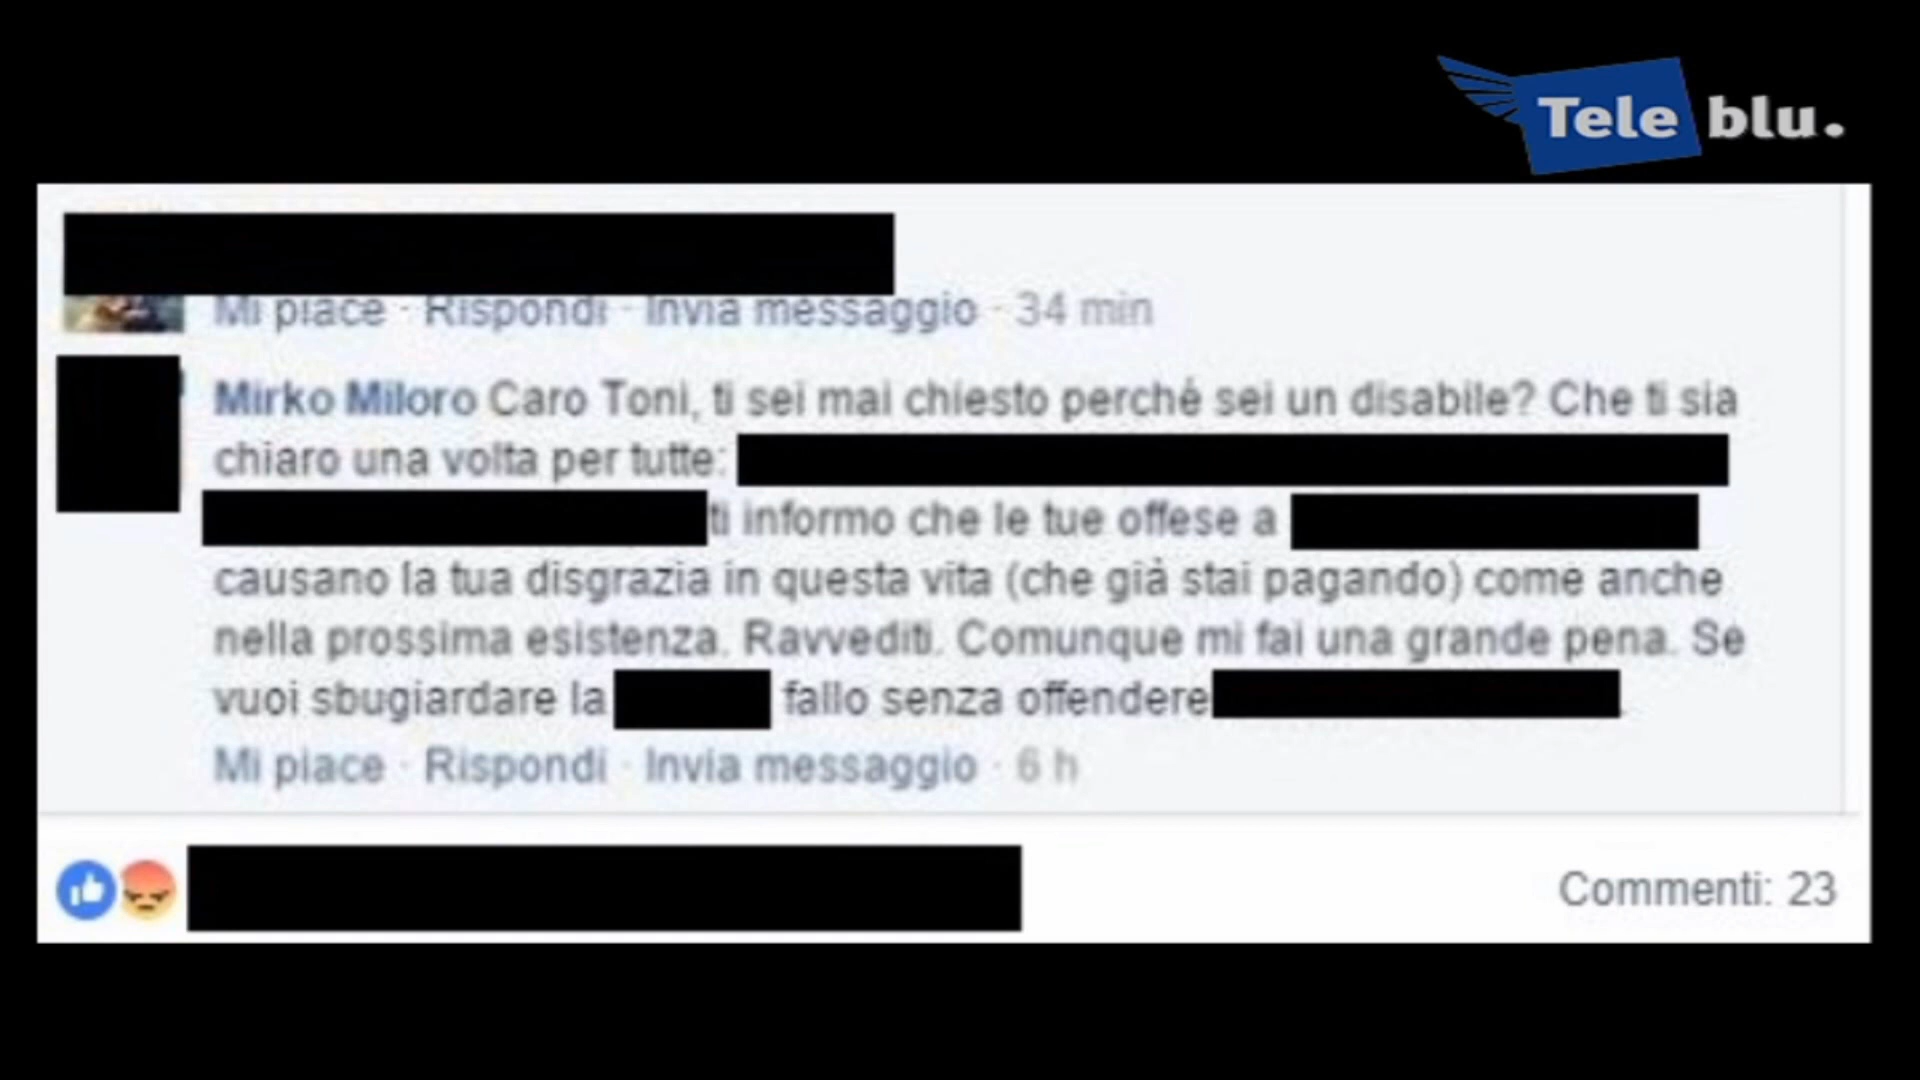 Tele blu.
Mi piace · Rispondi · Invia messaggio · 34 min
Mirko Miloro Caro Toni, ti sei mai chiesto perché sei un disabile? Che ti sia
chiaro una volta per tutte:
ti informo che le tue offese a
causano la tua disgrazia in questa vita (che già stai pagando) come anche
nella prossima esistenza. Ravvediti. Comunque mi fai una grande pena. Se
vuoi sbugiardare la fallo senza offendere
Mi piace · Rispondi · Invia messaggio · 6 h
Commenti: 23